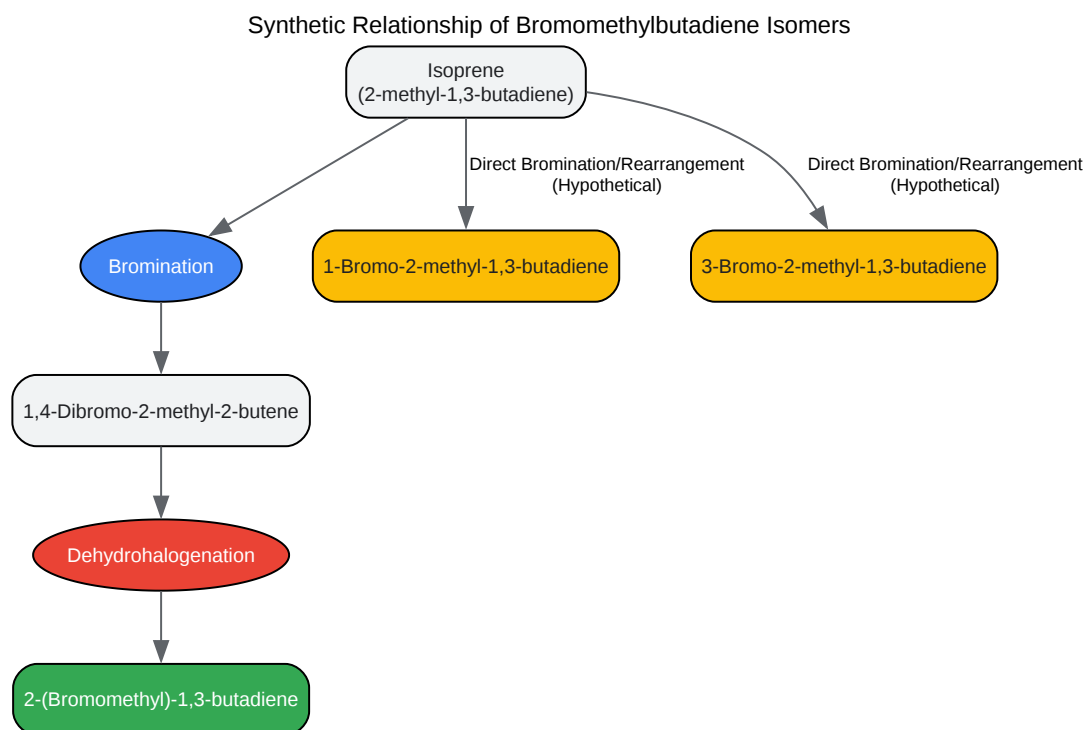 Synthetic Relationship of Bromomethylbutadiene Isomers
Isoprene
(2-methyl-1,3-butadiene)
Direct Bromination/Rearrangement
(Hypothetical)
Direct Bromination/Rearrangement
(Hypothetical)
Bromination
1-Bromo-2-methyl-1,3-butadiene
3-Bromo-2-methyl-1,3-butadiene
1,4-Dibromo-2-methyl-2-butene
Dehydrohalogenation
2-(Bromomethyl)-1,3-butadiene